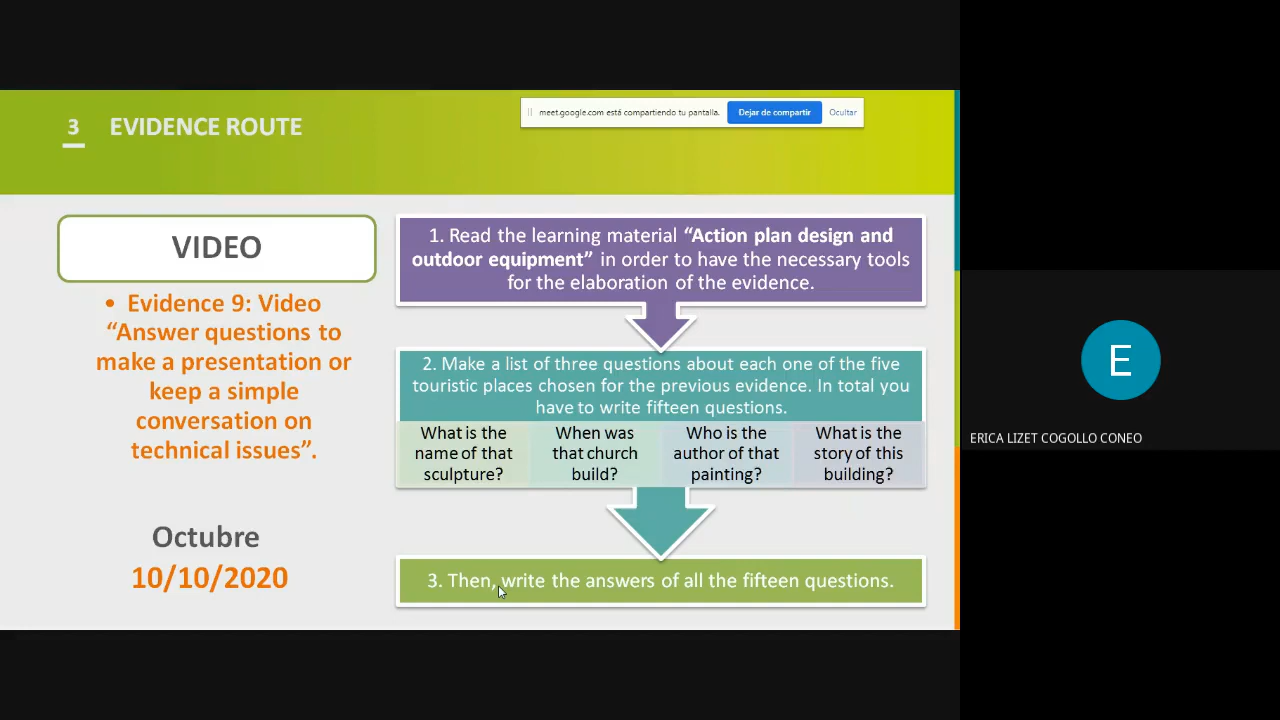 3 EVIDENCE ROUTE
meet.google.com está compartiendo tu pantalla. Dejar de compartir Ocultar
VIDEO
• Evidence 9: Video
“Answer questions to
make a presentation or
keep a simple
conversation on
technical issues”.
Octubre
10/10/2020
1. Read the learning material “Action plan design and
outdoor equipment” in order to have the necessary tools
for the elaboration of the evidence.
2. Make a list of three questions about each one of the five
touristic places chosen for the previous evidence. In total you
have to write fifteen questions.
What is the
name of that
sculpture?
When was
that church
build?
Who is the
author of that
painting?
What is the
story of this
building?
3. Then, write the answers of all the fifteen questions.
E
ERICA LIZET COGOLLO CONEO